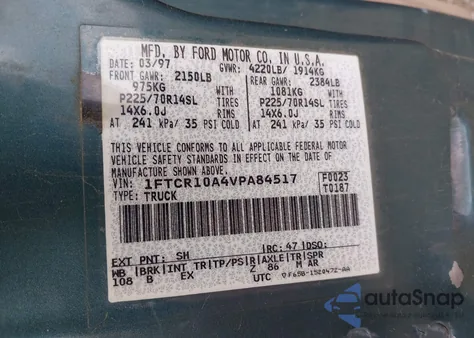 MFD. BY FORD MOTOR CO. IN U.S.A.
DATE: 03/97 GVWR: 4220LB/ 1914KG
FRONT GAWR: 2150LB REAR GAWR: 2384LB
975KG WITH 1081KG WITH
P225/70R14SL TIRES P225/70R14SL TIRES
14X6.0J RIMS 14X6.0J RIMS
AT 241 kPa/ 35 PSI COLD AT 241 kPa/ 35 PSI COLD
THIS VEHICLE CONFORMS TO ALL APPLICABLE FEDERAL MOTOR
VEHICLE SAFETY STANDARDS IN EFFECT ON THE DATE OF
MANUFACTURE SHOWN ABOVE.
VIN: 1FTCR10A4VPA84517 F0023
TYPE: TRUCK T0187
EXT PNT: SH RC: 47 DSO:
WB BRK INT TR TP/PS R AXLE TR SPR
108 B EX Z 86 M AR
UTC
autoSnap